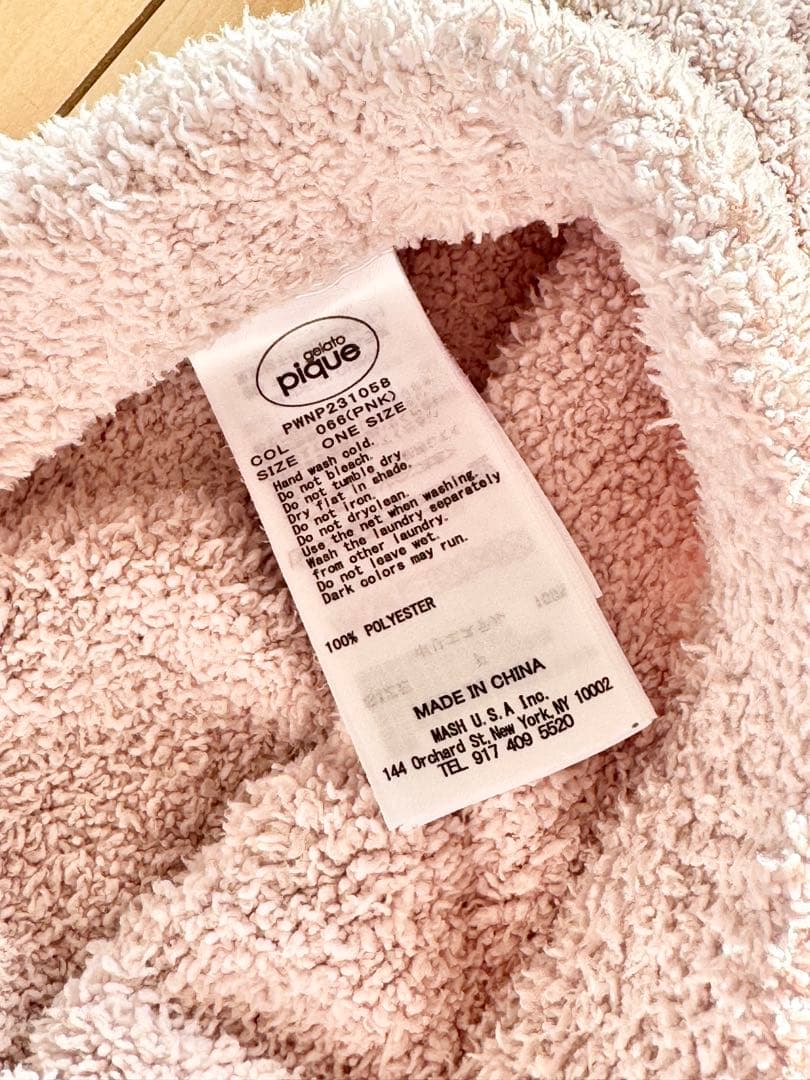 gelato
pique
PWNP231058
COL 066(PNK)
SIZE ONE SIZE
Hand wash cold.
Do not bleach.
Do not tumble dry
Dry flat in shade.
Do not iron.
Do not dryclean.
Use the net when washing.
Wash the laundry separately
from other laundry.
Do not leave wet.
Dark colors may run.
100% POLYESTER
MADE IN CHINA
MASH U.S.A Inc.
144 Orchard St, New York, NY 10002
TEL 917 409 5520